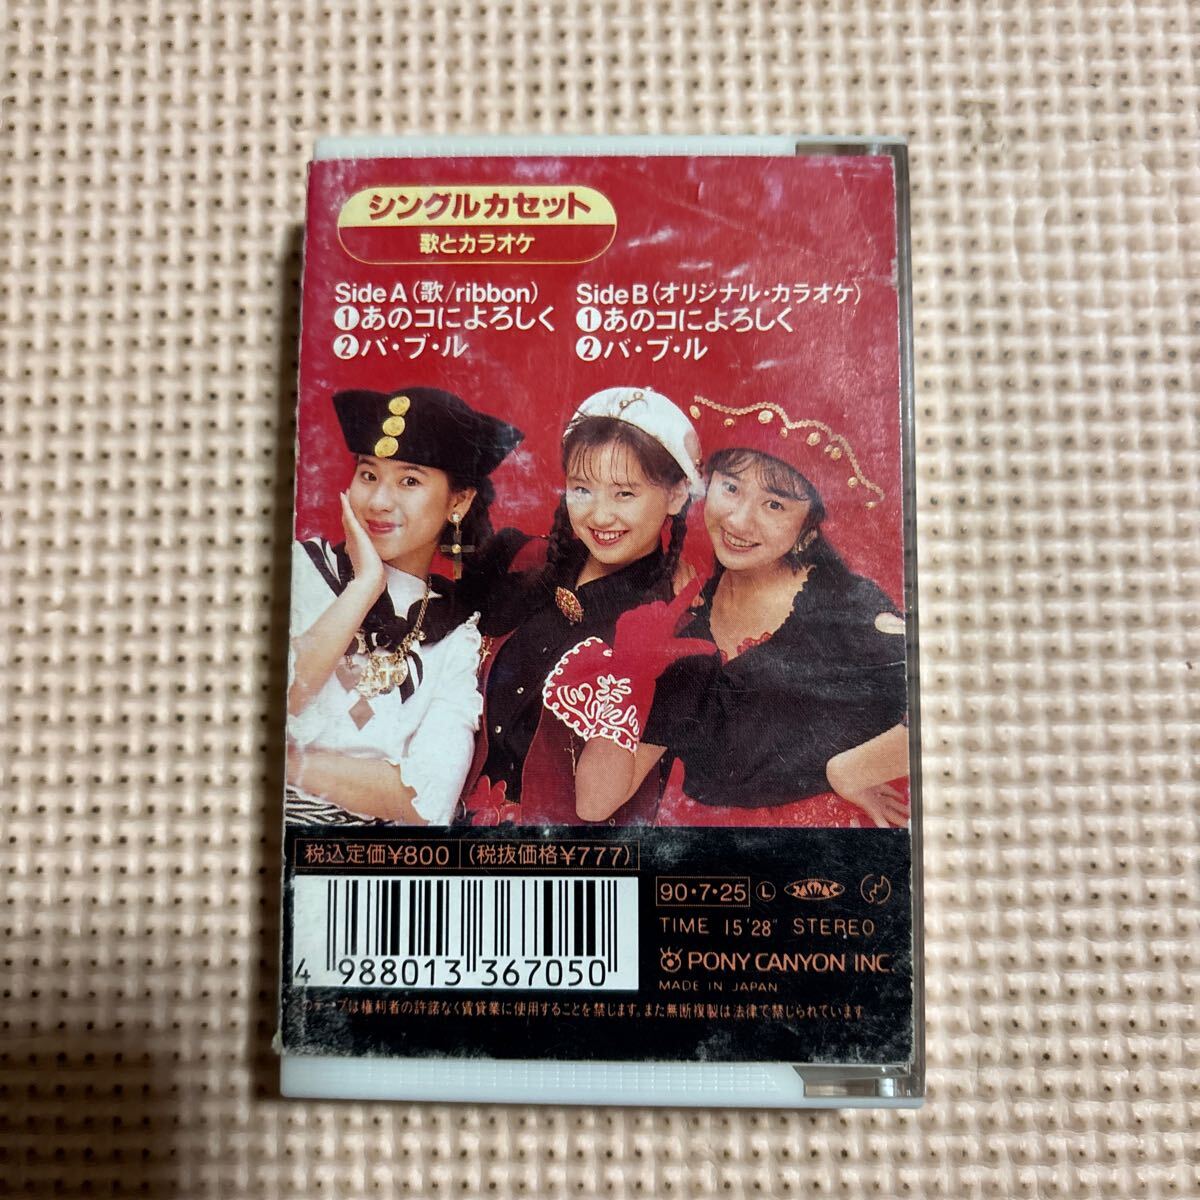 シングルカセット
歌とカラオケ
Side A(歌/ribbon)
①あのコによろしく
②バ・ブ・ル
Side B(オリジナル・カラオケ)
①あのコによろしく
②バ・ブ・ル
税込定価¥800 (税抜価格¥777)
4 988013 367050
90・7・25 Ⓛ JASRAC
TIME 15'28" STEREO
PONY CANYON INC.
MADE IN JAPAN
のテープは権利者の許諾なく賃貸業に使用することを禁じます。また無断複製は法律で禁じられています